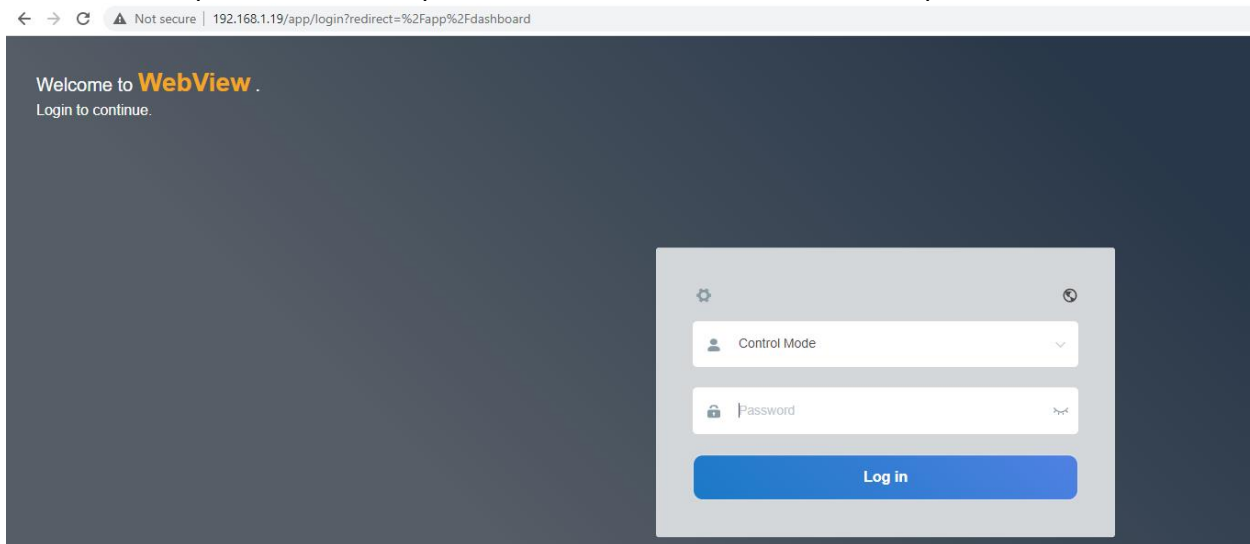 Not secure | 192.168.1.19/app/login?redirect=%2Fapp%2Fdashboard
Welcome to WebView .
Login to continue.
Control Mode
Password
Log in